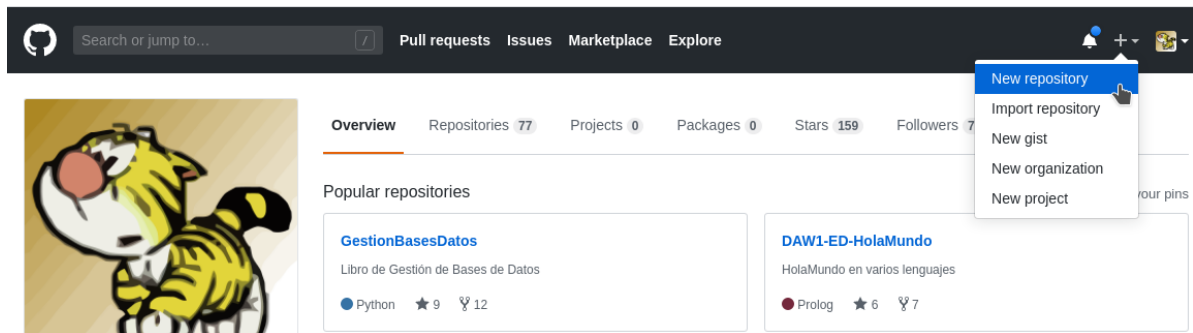 Search or jump to… / Pull requests Issues Marketplace Explore
New repository
Import repository
New gist
New organization
New project
Overview Repositories 77 Projects 0 Packages 0 Stars 159 Followers 7
Popular repositories your pins
GestionBasesDatos
Libro de Gestión de Bases de Datos
Python 9 12
DAW1-ED-HolaMundo
HolaMundo en varios lenguajes
Prolog 6 7